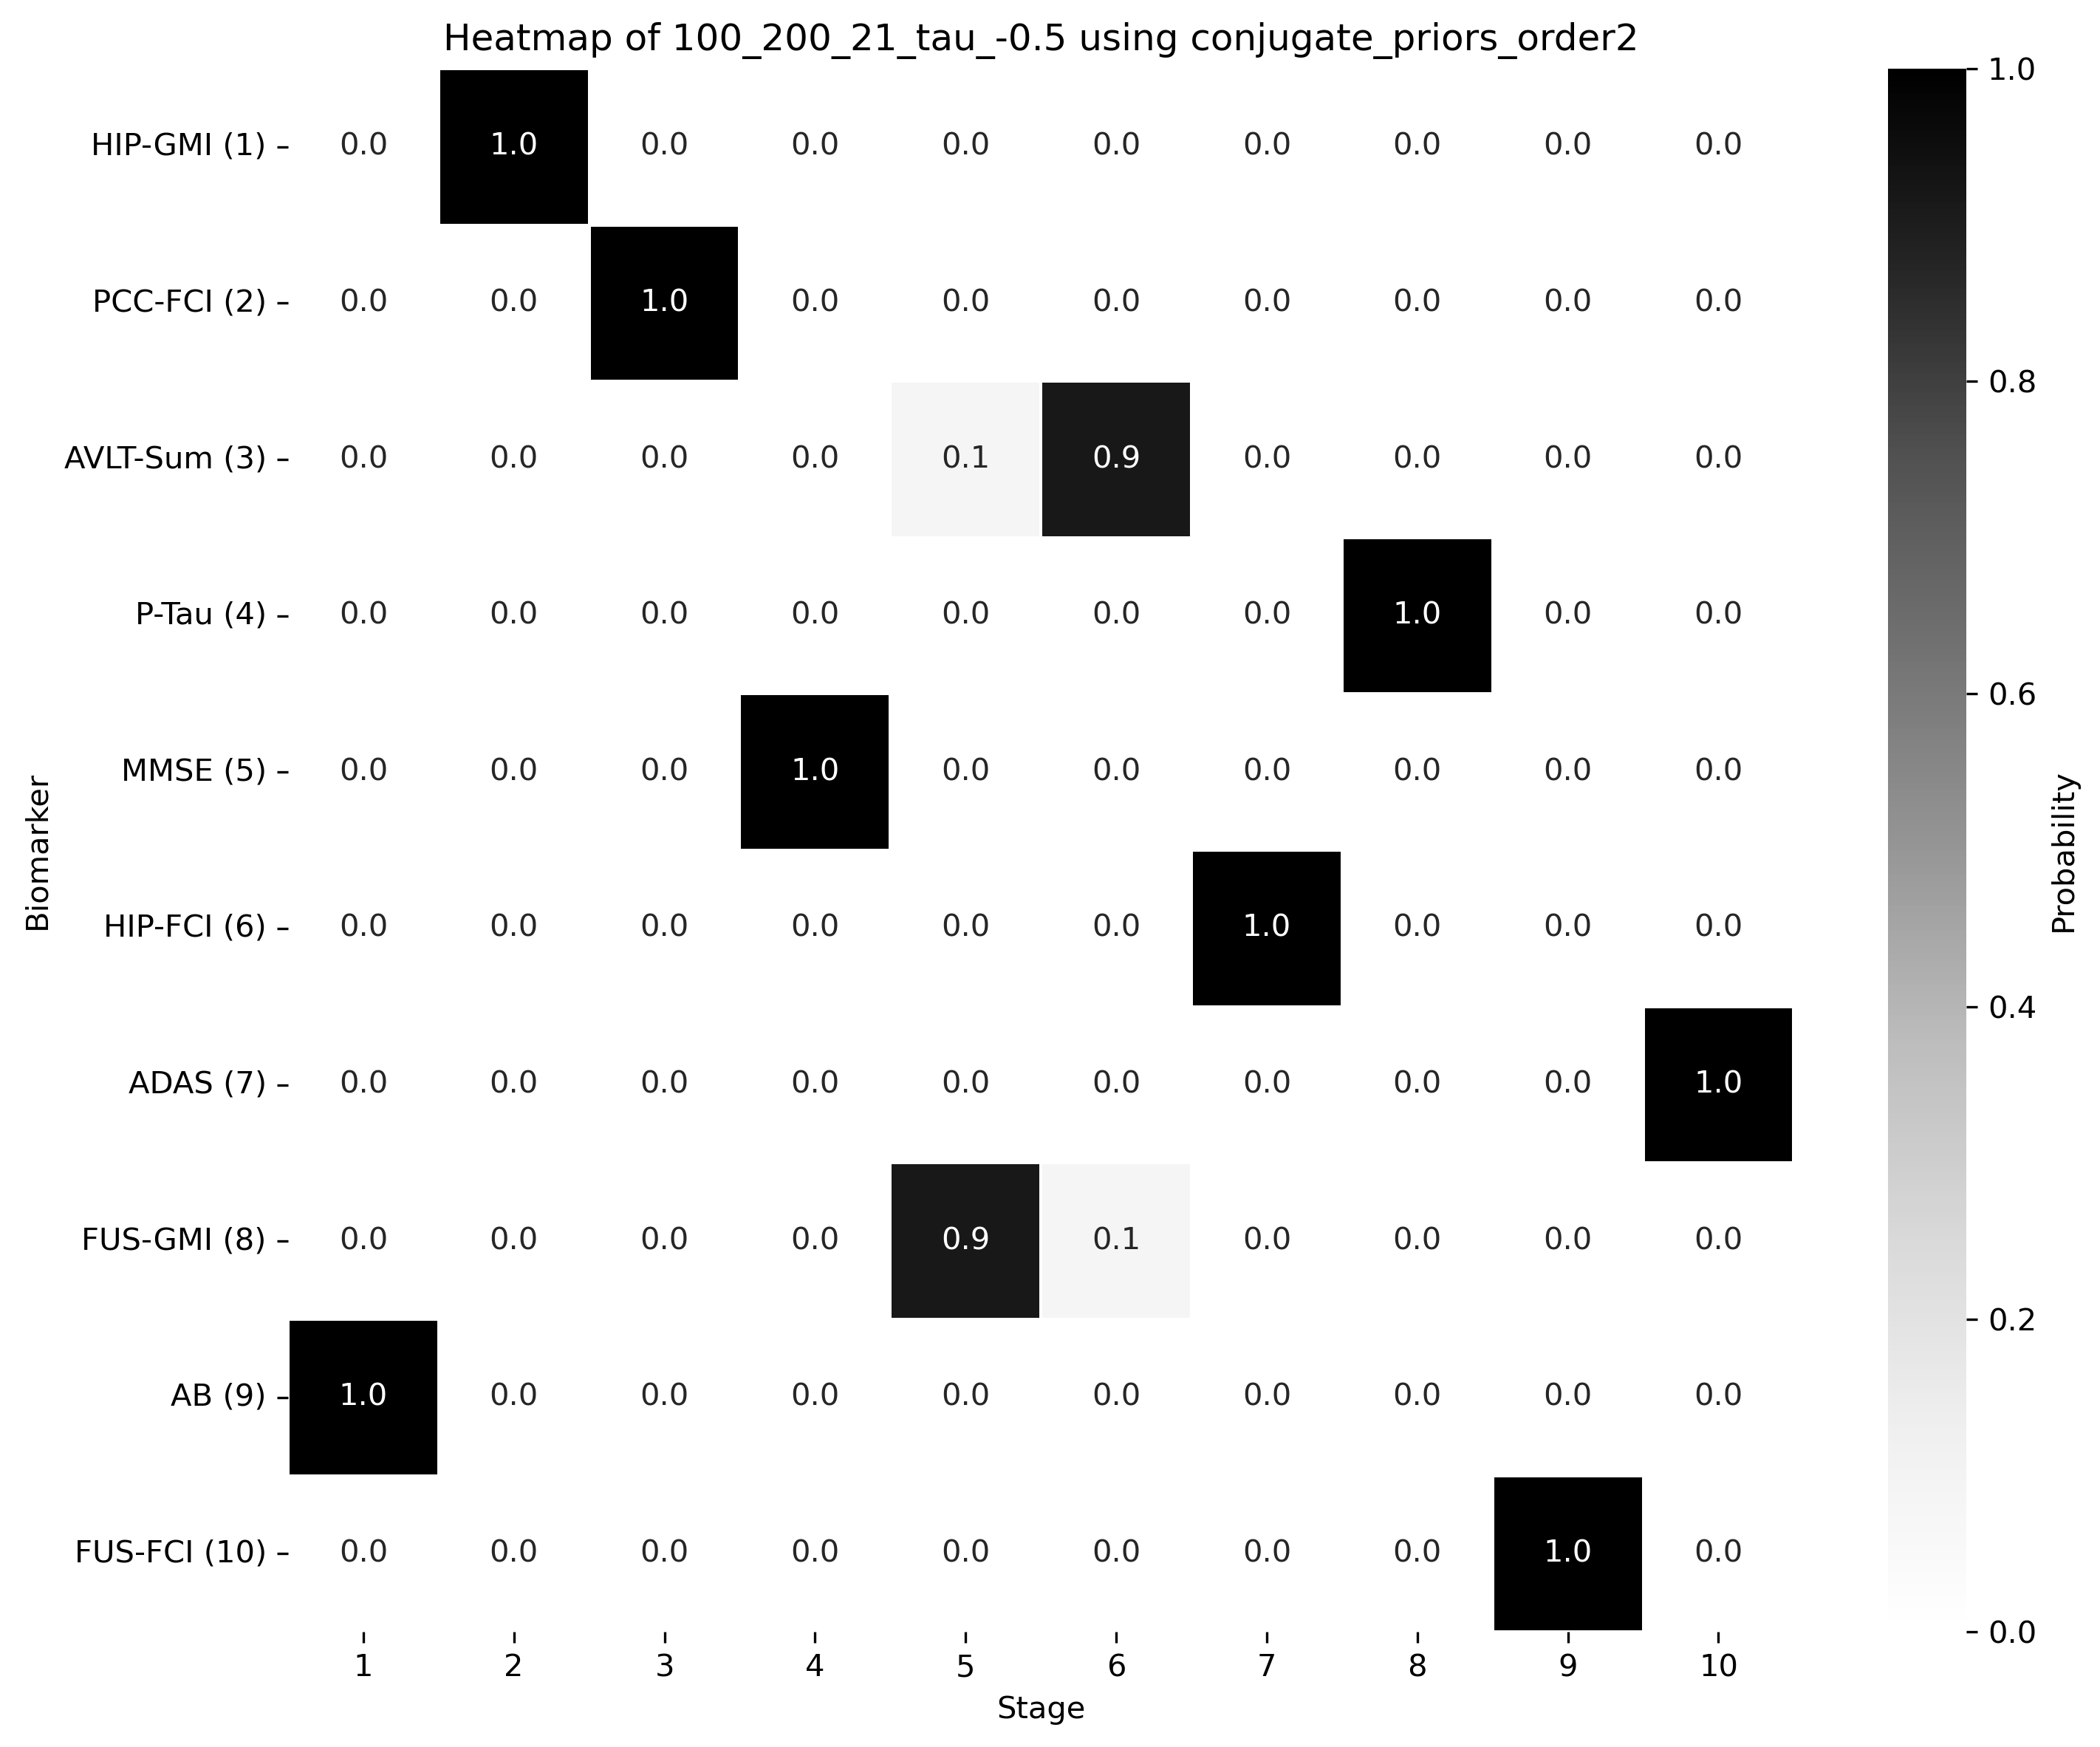 Heatmap of 100_200_21_tau_-0.5 using conjugate_priors_order2
HIP-GMI (1) 0.0 1.0 0.0 0.0 0.0 0.0 0.0 0.0 0.0 0.0
PCC-FCI (2) 0.0 0.0 1.0 0.0 0.0 0.0 0.0 0.0 0.0 0.0
AVLT-Sum (3) 0.0 0.0 0.0 0.0 0.1 0.9 0.0 0.0 0.0 0.0
P-Tau (4) 0.0 0.0 0.0 0.0 0.0 0.0 0.0 1.0 0.0 0.0
MMSE (5) 0.0 0.0 0.0 1.0 0.0 0.0 0.0 0.0 0.0 0.0
HIP-FCI (6) 0.0 0.0 0.0 0.0 0.0 0.0 1.0 0.0 0.0 0.0
ADAS (7) 0.0 0.0 0.0 0.0 0.0 0.0 0.0 0.0 0.0 1.0
FUS-GMI (8) 0.0 0.0 0.0 0.0 0.9 0.1 0.0 0.0 0.0 0.0
AB (9) 1.0 0.0 0.0 0.0 0.0 0.0 0.0 0.0 0.0 0.0
FUS-FCI (10) 0.0 0.0 0.0 0.0 0.0 0.0 0.0 0.0 1.0 0.0
1 2 3 4 5 6 7 8 9 10
Stage
Biomarker
1.0
0.8
0.6
0.4
0.2
0.0
Probability